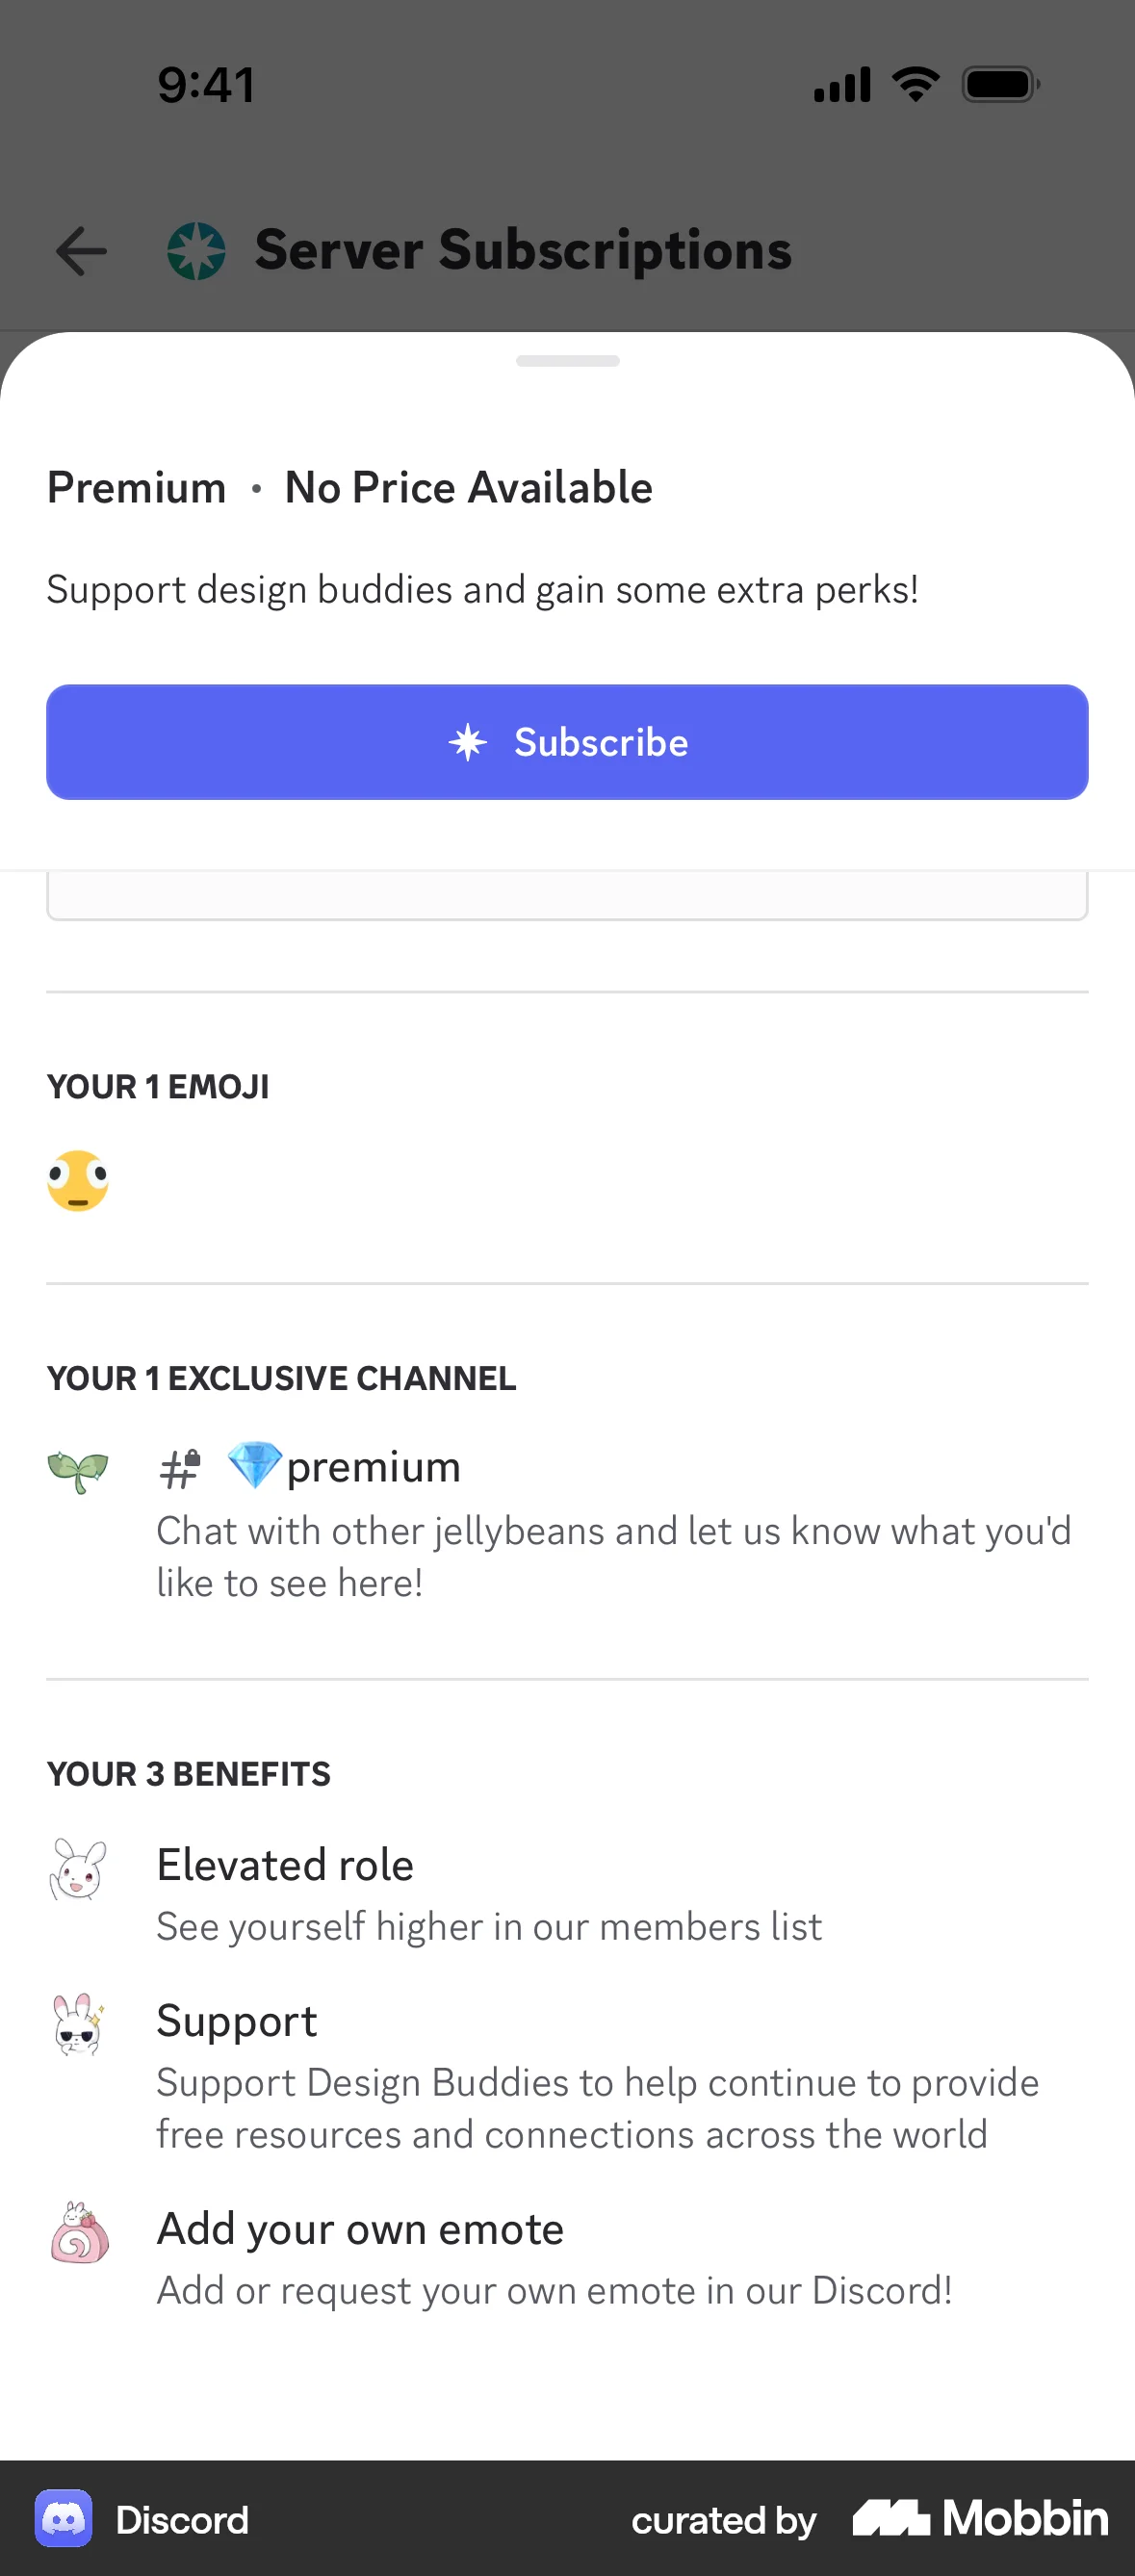 9:41
Server Subscriptions
Premium • No Price Available
Support design buddies and gain some extra perks!
Subscribe
YOUR 1 EMOJI
YOUR 1 EXCLUSIVE CHANNEL
# 💎premium
Chat with other jellybeans and let us know what you'd
like to see here!
YOUR 3 BENEFITS
Elevated role
See yourself higher in our members list
Support
Support Design Buddies to help continue to provide
free resources and connections across the world
Add your own emote
Add or request your own emote in our Discord!
Discord
curated by Mobbin